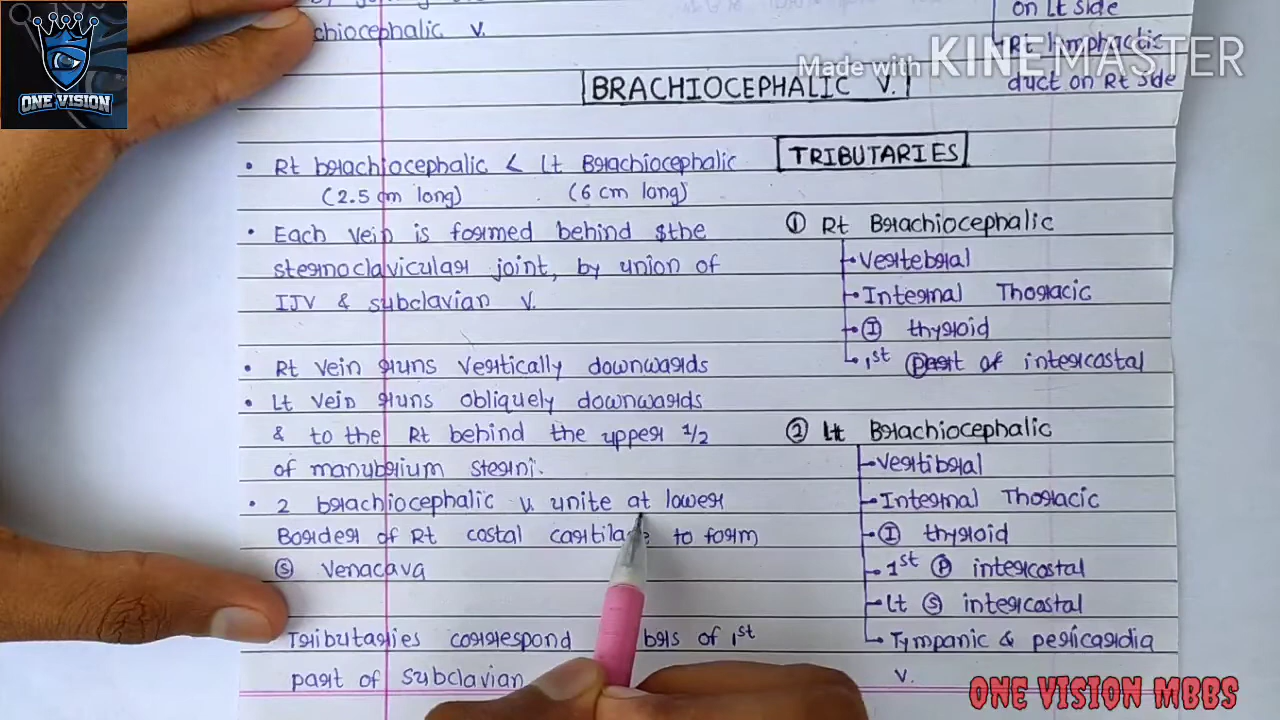 on Lt side
chiocephalic v.
Rt lymphactic
Made with KINEMASTER
duct on Rt side
ONE VISION
BRACHIOCEPHALIC V.
• Rt brachiocephalic < Lt Brachiocephalic
(2.5 cm long) (6 cm long)
• Each vein is formed behind the
sternoclavicular joint, by union of
IJV & subclavian v.
• Rt vein runs vertically downwards
• Lt vein runs obliquely downwards
& to the Rt behind the upper 1/2
of manubrium sterni.
• 2 brachiocephalic v. unite at lower
Border of Rt costal to form
Ⓢ Venacava
Tributaries correspond brs of 1st
part of subclavian
TRIBUTARIES
① Rt Brachiocephalic
Vertebral
Internal Thoracic
Ⓘ thyroid
1st intercostal
② Lt Brachiocephalic
Vertibral
Internal Thoracic
Ⓘ thyroid
1st Ⓟ intercostal
Lt Ⓢ intercostal
Tympanic & pericardia
v.
ONE VISION MBBS